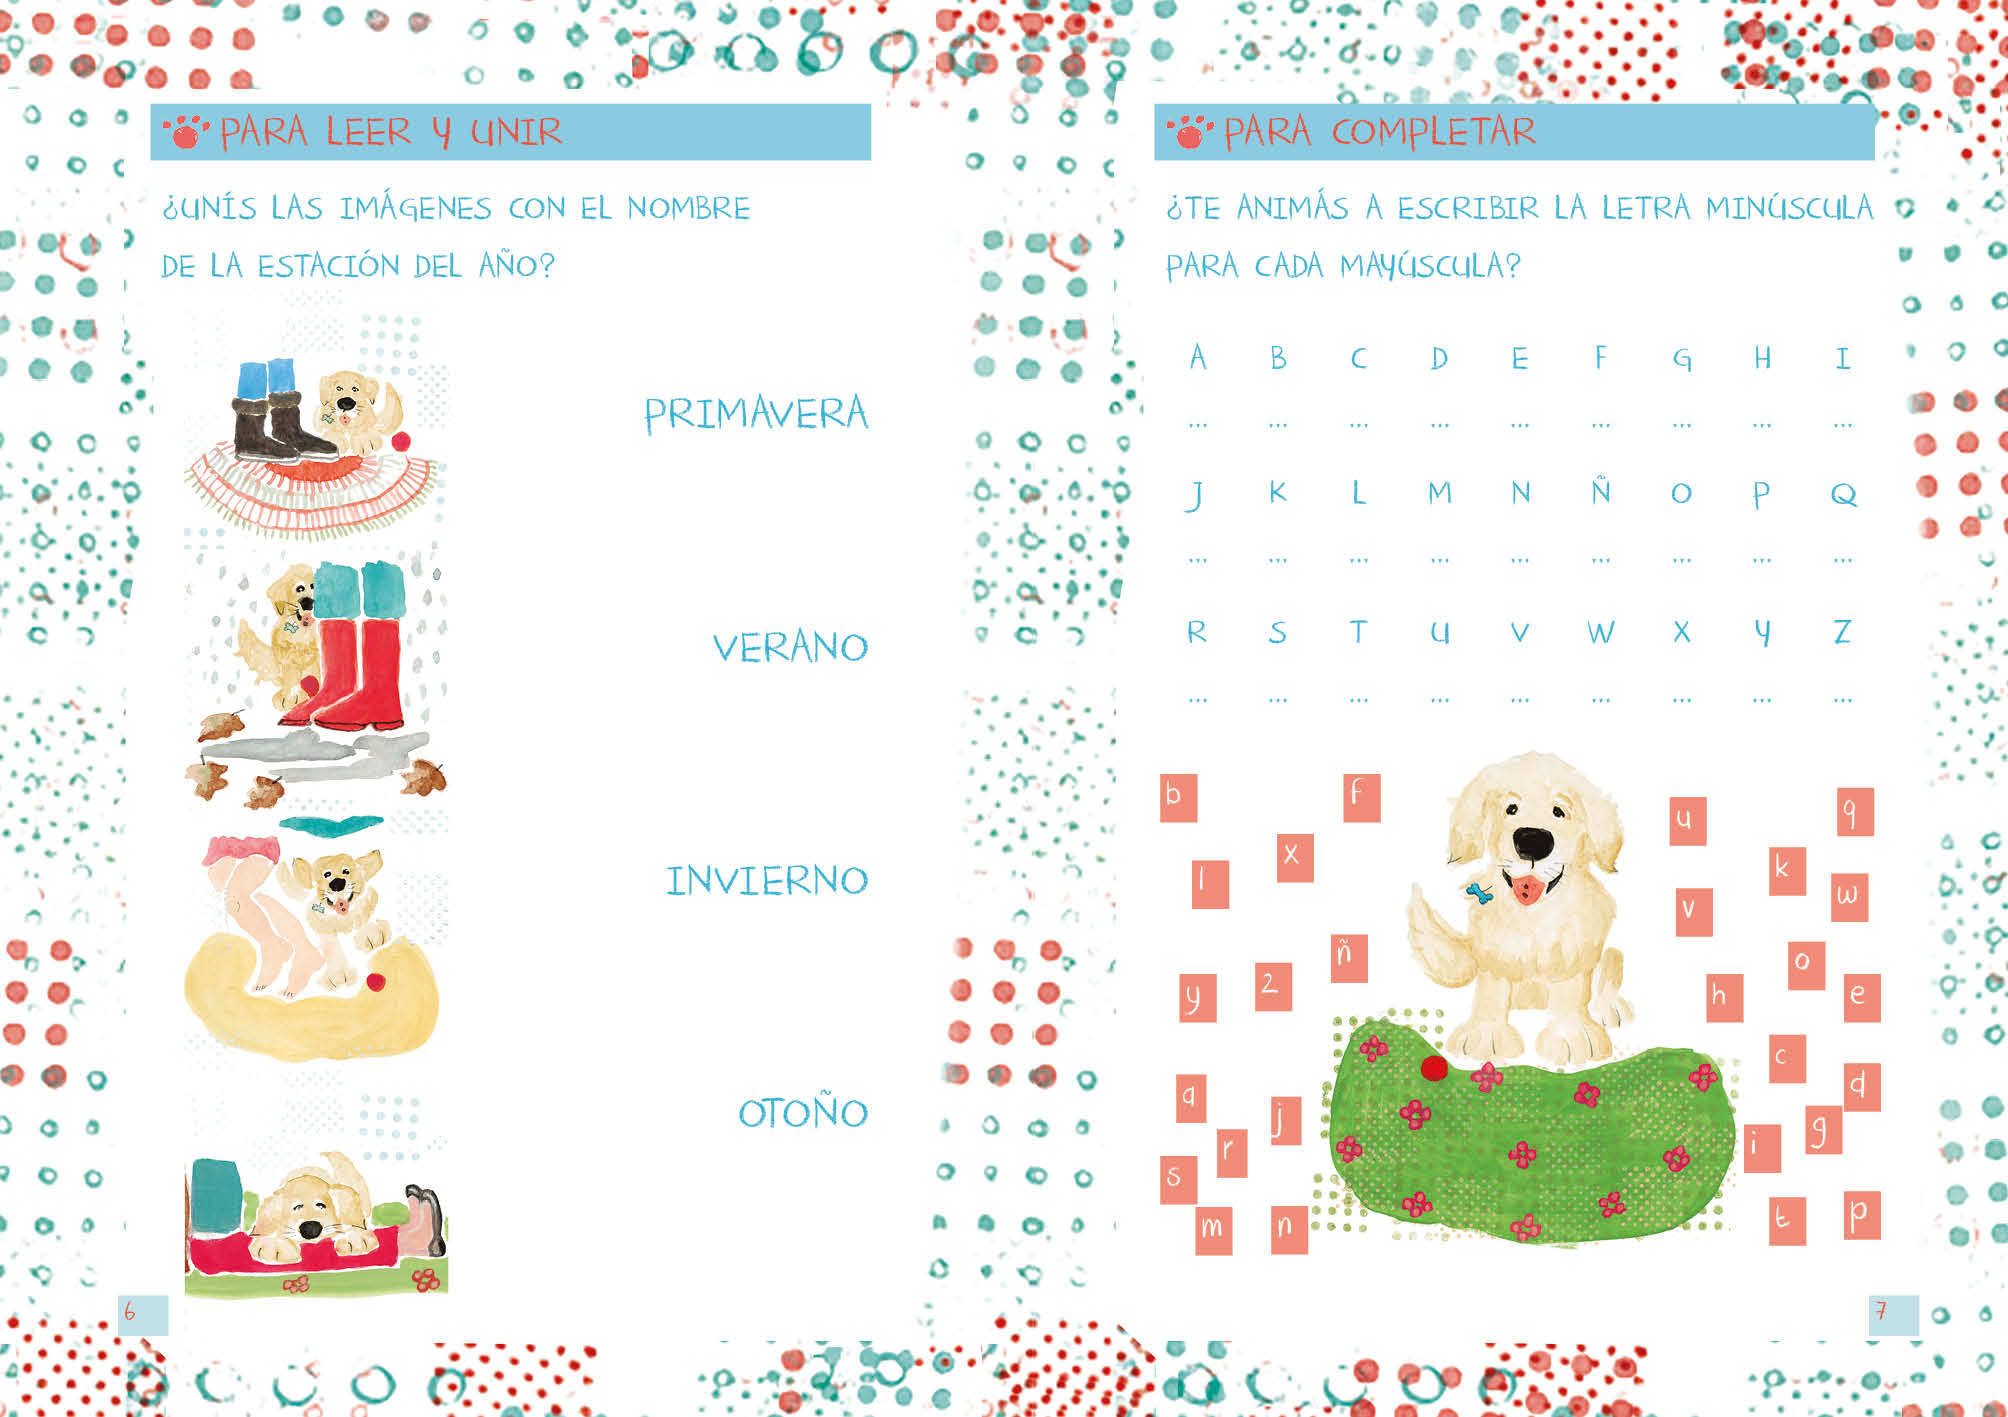 PARA LEER Y UNIR
¿UNÍS LAS IMÁGENES CON EL NOMBRE
DE LA ESTACIÓN DEL AÑO?
PRIMAVERA
VERANO
INVIERNO
OTOÑO
6
PARA COMPLETAR
¿TE ANIMÁS A ESCRIBIR LA LETRA MINÚSCULA
PARA CADA MAYÚSCULA?
A B C D E F G H I
... ... ... ... ... ... ... ... ...
J K L M N Ñ O P Q
... ... ... ... ... ... ... ... ...
R S T U V W X Y Z
... ... ... ... ... ... ... ... ...
b f u q
x k
l v w
ñ o
y z h e
c
a j d
r i g
s
m n t p
7